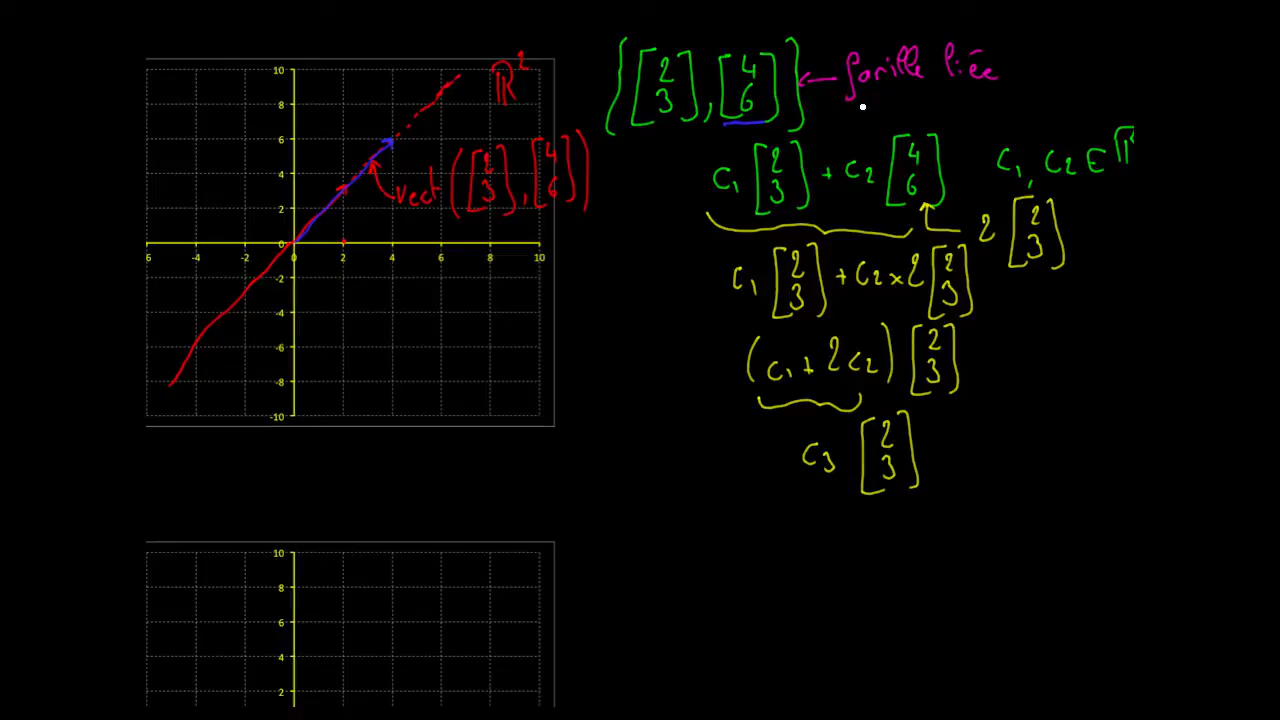 {[2 3], [4 6]} ← famille liée
c₁ [2 3] + c₂ [4 6] c₁, c₂ ∈ ℝ
2 [2 3]
c₁ [2 3] + c₂ × 2 [2 3]
(c₁ + 2c₂) [2 3]
c₃ [2 3]
ℝ²
vect ([2 3], [4 6])
10
8
6
4
2
0
-2
-4
-6
-8
-10
6 -4 -2 0 2 4 6 8 10
10
8
6
4
2